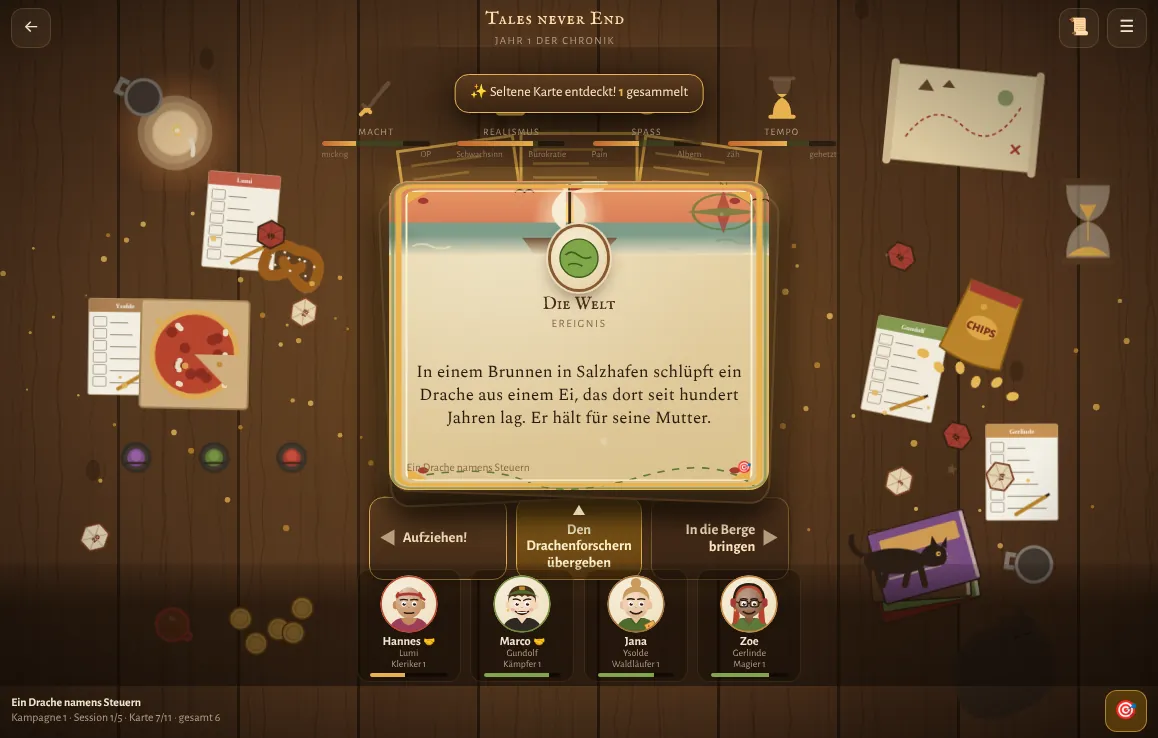 Tales never End
JAHR 1 DER CHRONIK
✨ Seltene Karte entdeckt! 1 gesammelt
MACHT
REALISMUS
SPASS
TEMPO
mickrig
OP
Schwachsinn
Bürokratie
Pain
Albern
zäh
gehetzt
Lumi
Ysolde
Gundolf
CHIPS
Gerlinde
Die Welt
EREIGNIS
In einem Brunnen in Salzhafen schlüpft ein
Drache aus einem Ei, das dort seit hundert
Jahren lag. Er hält für seine Mutter.
Ein Drache namens Steuern
Aufziehen!
Den
Drachenforschern
übergeben
In die Berge
bringen
Hannes
Lumi
Kleriker 1
Marco
Gundolf
Kämpfer 1
Jana
Ysolde
Waldläufer 1
Zoe
Gerlinde
Magier 1
Ein Drache namens Steuern
Kampagne 1 · Session 1/5 · Karte 7/11 · gesamt 6